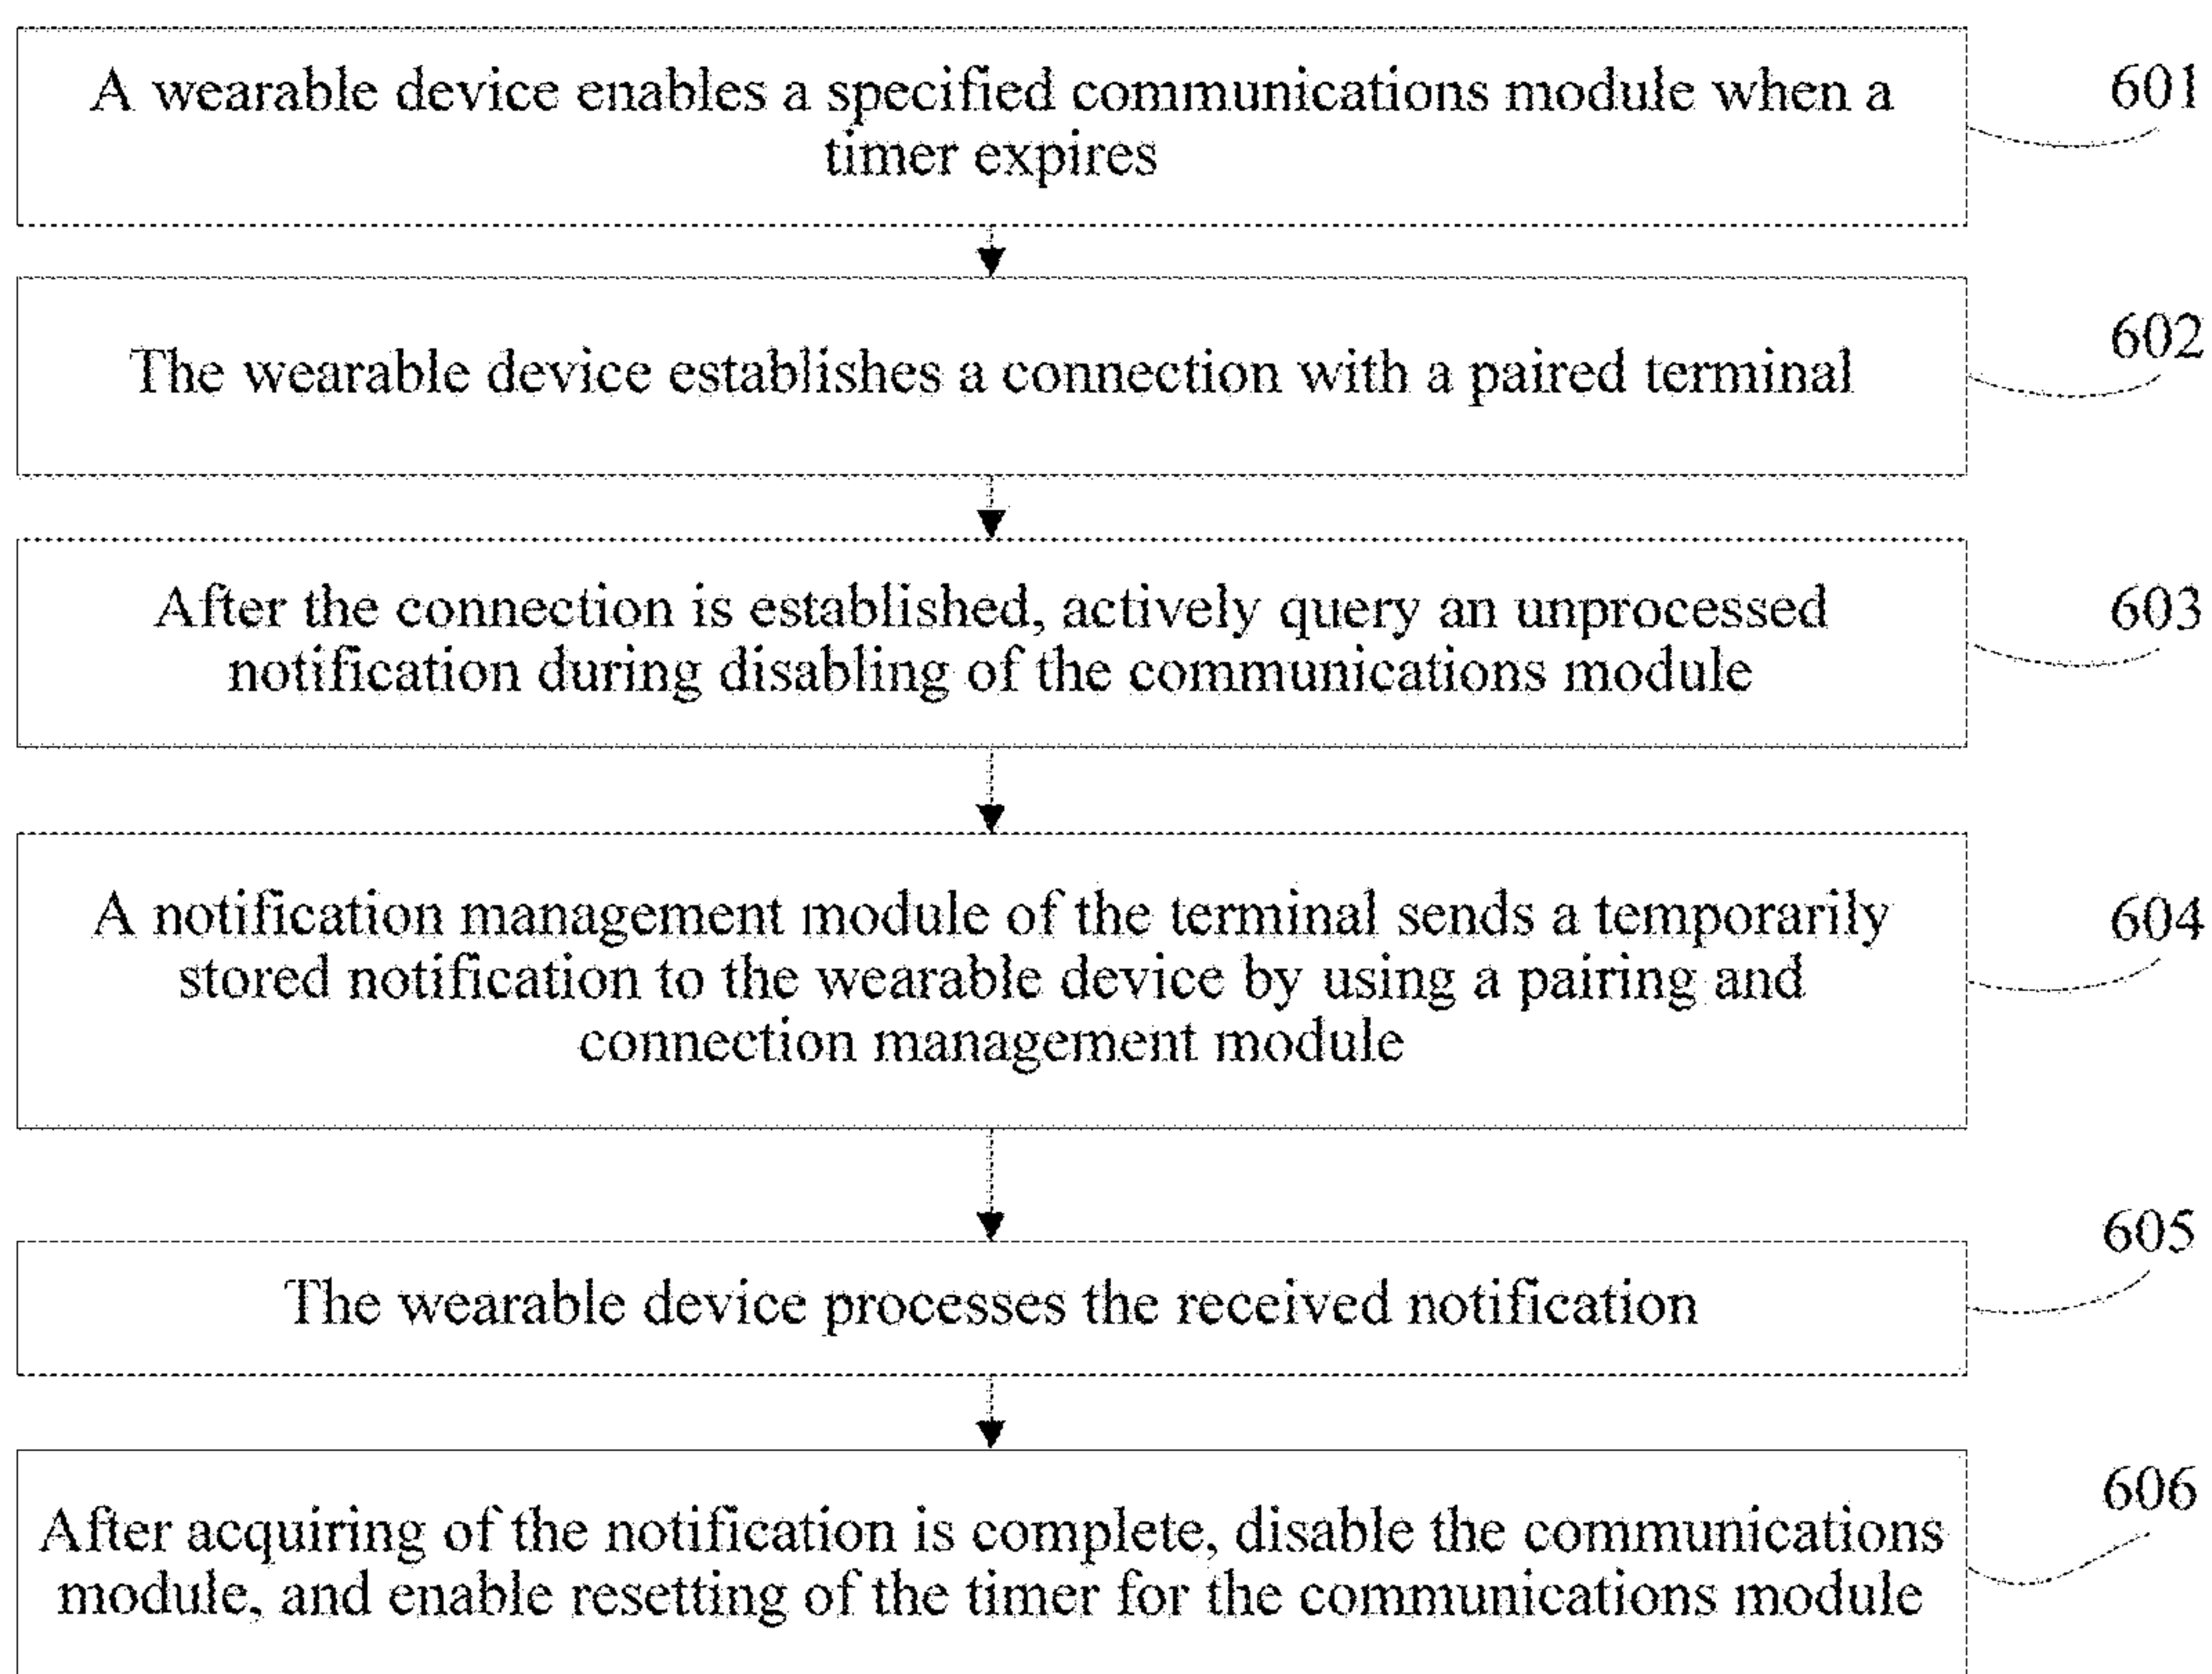 A wearable device enables a specified communications module when a
timer expires
601
The wearable device establishes a connection with a paired terminal
602
After the connection is established, actively query an unprocessed
notification during disabling of the communications module
603
A notification management module of the terminal sends a temporarily
stored notification to the wearable device by using a pairing and
connection management module
604
The wearable device processes the received notification
605
After acquiring of the notification is complete, disable the communications
module, and enable resetting of the timer for the communications module
606